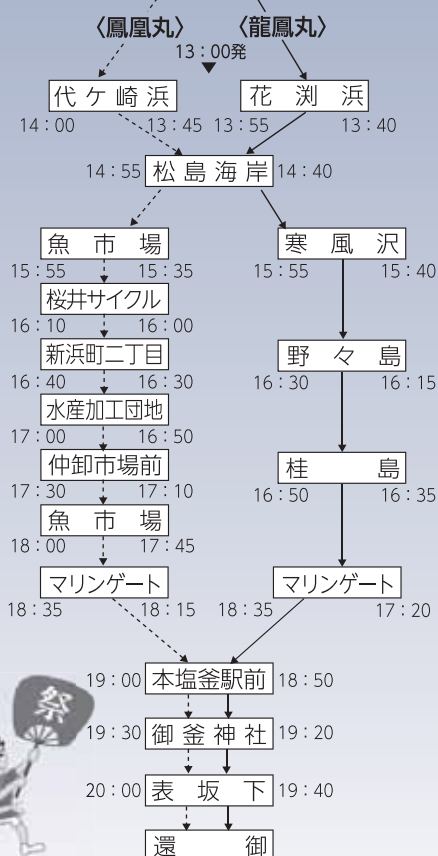 〈鳳凰丸〉 〈龍鳳丸〉
13：00発
▼
代ケ崎浜 花渕浜
14：00 13：45 13：55 13：40
14：55 松島海岸 14：40
魚市場 寒風沢
15：55 15：35 15：55 15：40
桜井サイクル
16：10 16：00
新浜町二丁目 野々島
16：40 16：30 16：30 16：15
水産加工団地
17：00 16：50
仲卸市場前 桂島
17：30 17：10 16：50 16：35
魚市場
18：00 17：45
マリンゲート マリンゲート
18：35 18：15 18：35 17：20
19：00 本塩釜駅前 18：50
祭
19：30 御釜神社 19：20
20：00 表坂下 19：40
還御